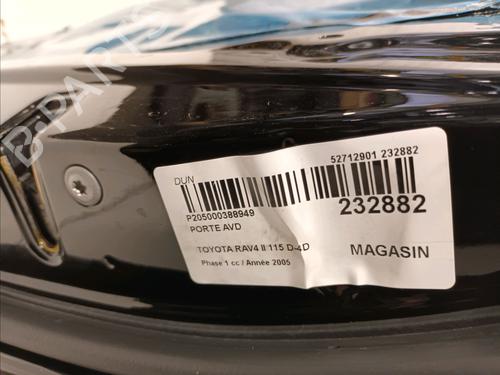 DUN
52712901 232882
P205000388949
232882
PORTE AVD
TOYOTA RAV4 II 115 D-4D
MAGASIN
Phase 1 cc / Année 2005
B-PARTS